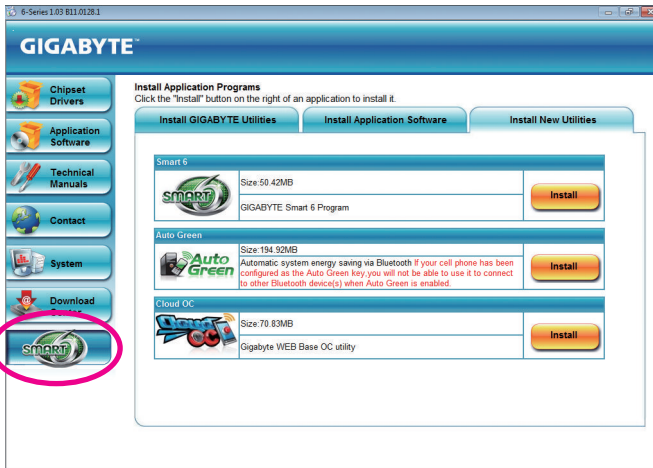 6-Series 1.03 B11.0128.1
GIGABYTE™
Chipset
Drivers
Application
Software
Technical
Manuals
Contact
System
Download
Center
SMART6
Install Application Programs
Click the "Install" button on the right of an application to install it.
Install GIGABYTE Utilities
Install Application Software
Install New Utilities
Smart 6
SMART6
Size:50.42MB
GIGABYTE Smart 6 Program
Install
Auto Green
Auto
Green
Size:194.92MB
Automatic system energy saving via Bluetooth If your cell phone has been
configured as the Auto Green key,you will not be able to use it to connect
to other Bluetooth device(s) when Auto Green is enabled.
Install
Cloud OC
Cloud
OC
Size:70.83MB
Gigabyte WEB Base OC utility
Install